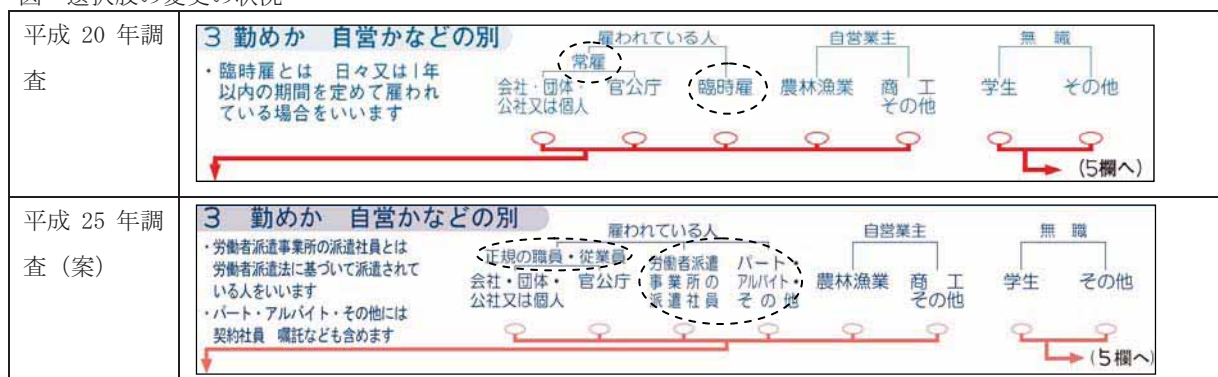 図 選択肢の変更の状況
平成 20 年調
査
3 勤めか 自営かなどの別
・臨時雇とは 日々又は1年
以内の期間を定めて雇われ
ている場合をいいます
雇われている人 自営業主 無 職
常雇
会社・団体・ 官公庁 臨時雇 農林漁業 商 工 学生 その他
公社又は個人 その他
(5欄へ)
平成 25 年調
査(案)
3 勤めか 自営かなどの別
・労働者派遣事業所の派遣社員とは
労働者派遣法に基づいて派遣されて
いる人をいいます
・パート・アルバイト・その他には
契約社員 嘱託なども含めます
雇われている人 自営業主 無 職
正規の職員・従業員 労働者派遣 パート・
会社・団体・ 官公庁 事業所の アルバイト・ 農林漁業 商 工 学生 その他
公社又は個人 派遣社員 その他 その他
(5欄へ)